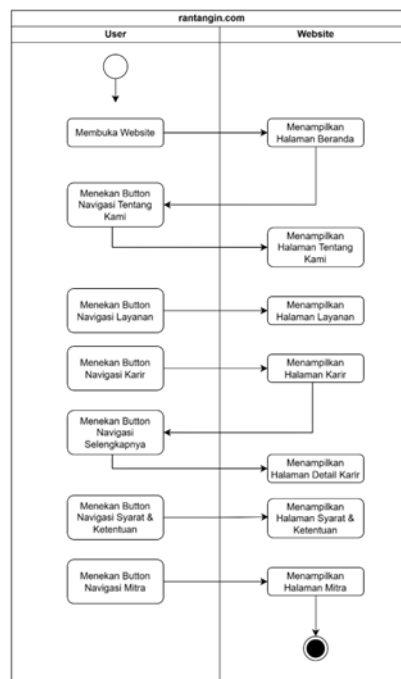 rantangin.com
User
Website
Membuka Website
Menampilkan
Halaman Beranda
Menekan Button
Navigasi Tentang
Kami
Menampilkan
Halaman Tentang
Kami
Menekan Button
Navigasi Layanan
Menampilkan
Halaman Layanan
Menekan Button
Navigasi Karir
Menampilkan
Halaman Karir
Menekan Button
Navigasi
Selengkapnya
Menampilkan
Halaman Detail Karir
Menekan Button
Navigasi Syarat &
Ketentuan
Menampilkan
Halaman Syarat &
Ketentuan
Menekan Button
Navigasi Mitra
Menampilkan
Halaman Mitra